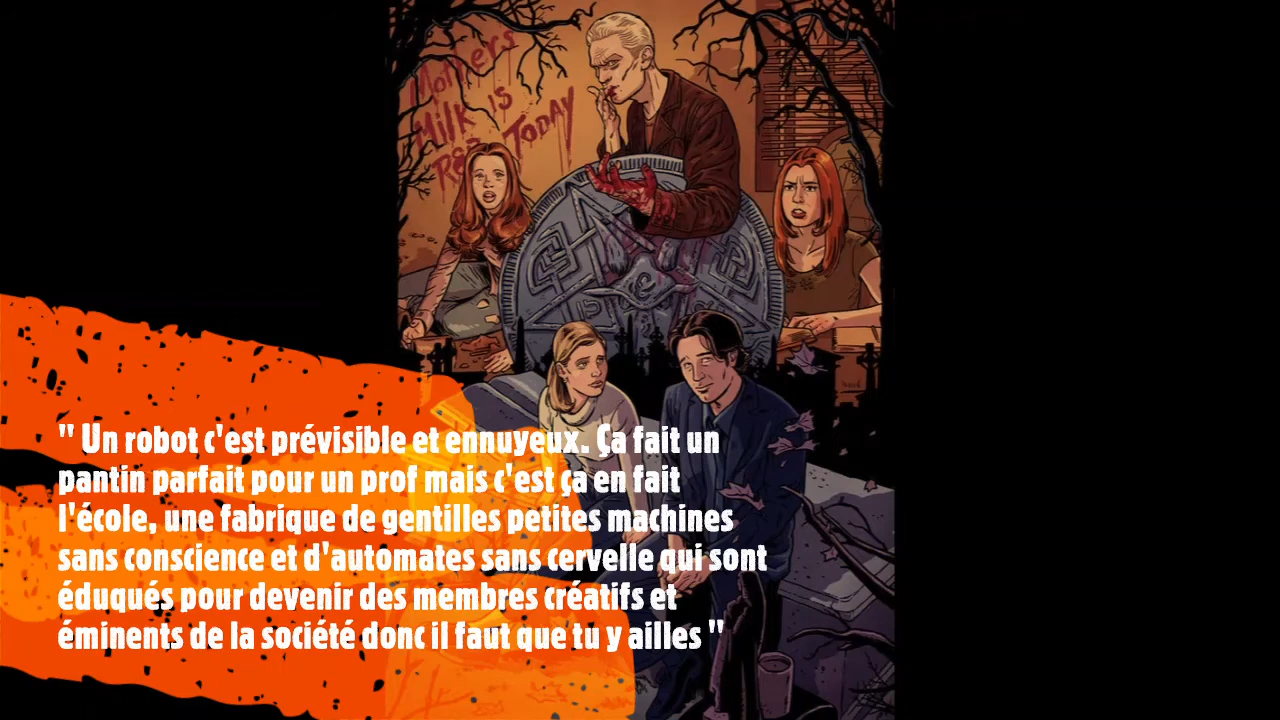 Mothers
Milk is
Red Today
" Un robot c'est prévisible et ennuyeux. Ça fait un
pantin parfait pour un prof mais c'est ça en fait
l'école, une fabrique de gentilles petites machines
sans conscience et d'automates sans cervelle qui sont
éduqués pour devenir des membres créatifs et
éminents de la société donc il faut que tu y ailles "